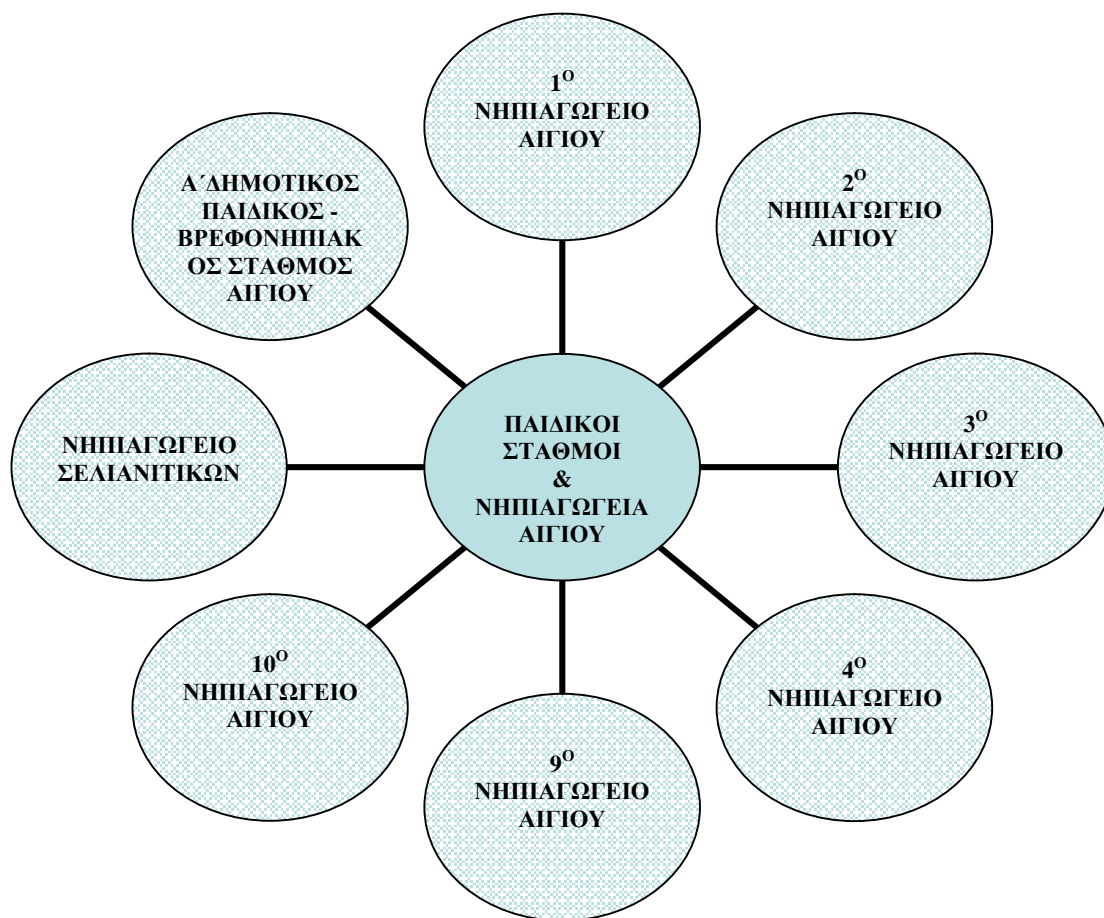 1Ο
ΝΗΠΙΑΓΩΓΕΙΟ
ΑΙΓΙΟΥ
2Ο
ΝΗΠΙΑΓΩΓΕΙΟ
ΑΙΓΙΟΥ
3Ο
ΝΗΠΙΑΓΩΓΕΙΟ
ΑΙΓΙΟΥ
4Ο
ΝΗΠΙΑΓΩΓΕΙΟ
ΑΙΓΙΟΥ
9Ο
ΝΗΠΙΑΓΩΓΕΙΟ
ΑΙΓΙΟΥ
10Ο
ΝΗΠΙΑΓΩΓΕΙΟ
ΑΙΓΙΟΥ
ΝΗΠΙΑΓΩΓΕΙΟ
ΣΕΛΙΑΝΙΤΙΚΩΝ
Α΄ΔΗΜΟΤΙΚΟΣ
ΠΑΙΔΙΚΟΣ -
ΒΡΕΦΟΝΗΠΙΑΚ
ΟΣ ΣΤΑΘΜΟΣ
ΑΙΓΙΟΥ
ΠΑΙΔΙΚΟΙ
ΣΤΑΘΜΟΙ
&
ΝΗΠΙΑΓΩΓΕΙΑ
ΑΙΓΙΟΥ